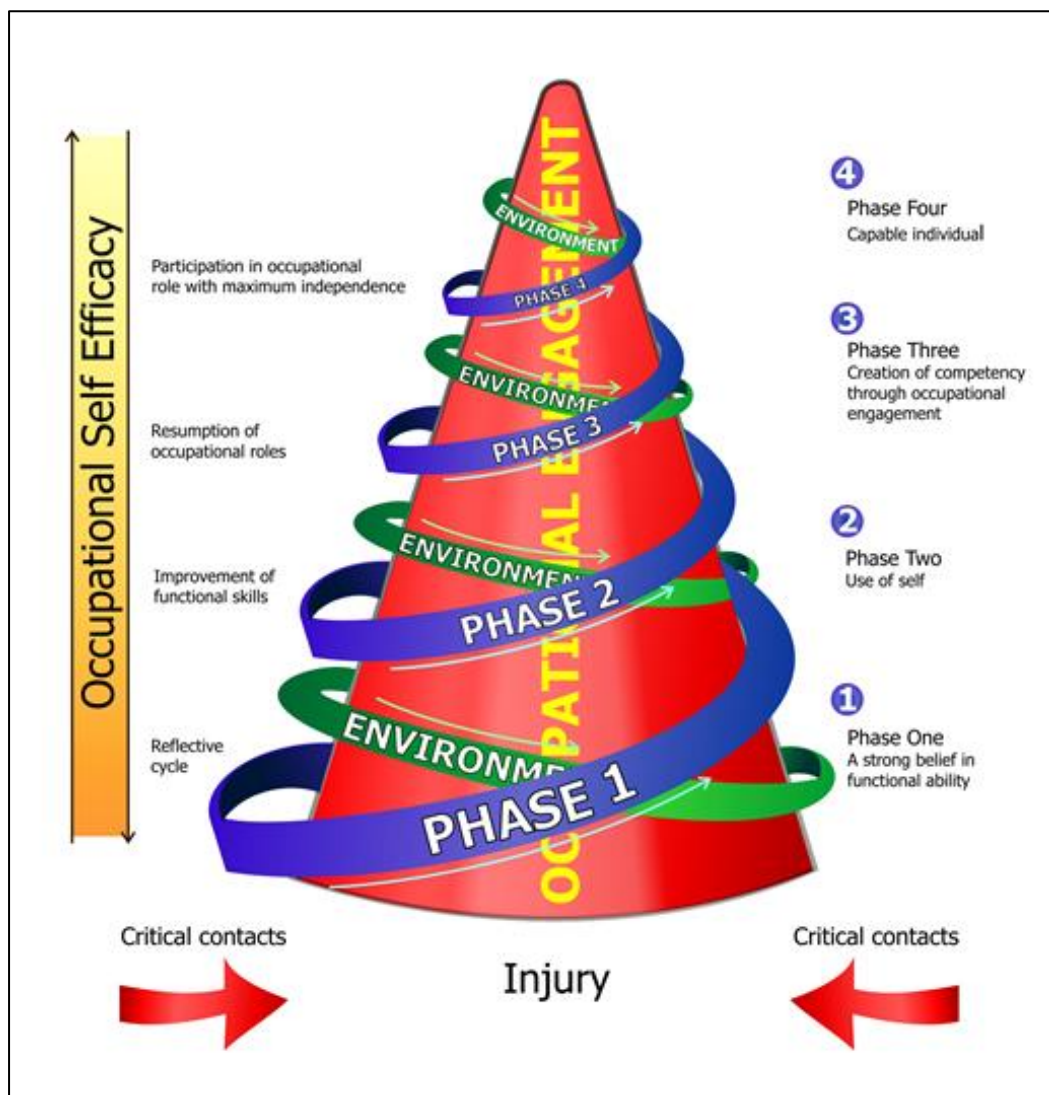 Occupational Self Efficacy
Participation in occupational
role with maximum independence
Resumption of
occupational roles
Improvement of
functional skills
Reflective
cycle
OCCUPATIONAL ENGAGEMENT
ENVIRONMENT
PHASE 4
ENVIRONMENT
PHASE 3
ENVIRONMENT
PHASE 2
ENVIRONMENT
PHASE 1
4
Phase Four
Capable individual
3
Phase Three
Creation of competency
through occupational
engagement
2
Phase Two
Use of self
1
Phase One
A strong belief in
functional ability
Critical contacts
Injury
Critical contacts